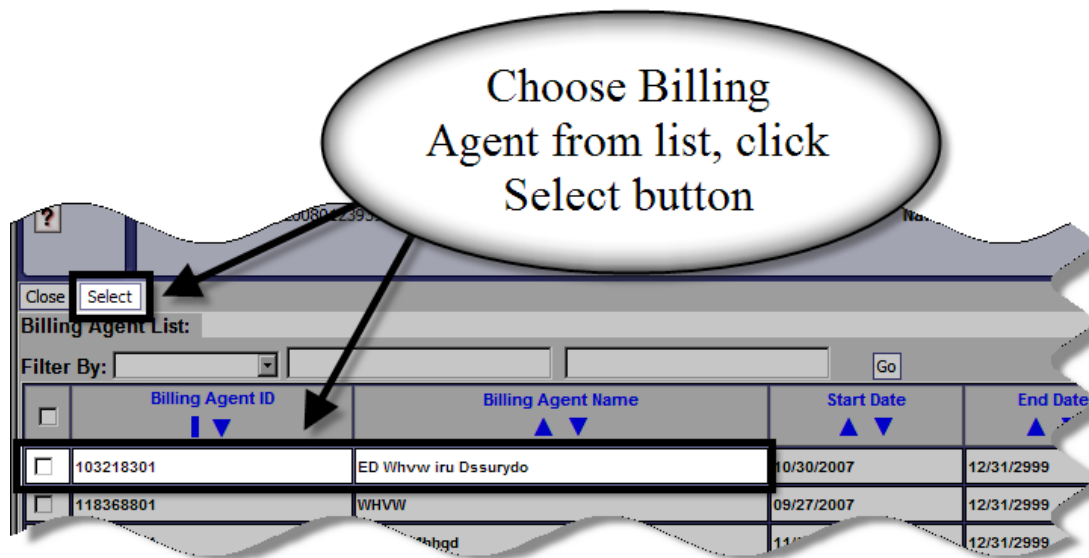 Choose Billing
Agent from list, click
Select button
?
Close Select
Billing Agent List:
Filter By: Go
Billing Agent ID Billing Agent Name Start Date End Date
103218301 ED Whvw iru Dssurydo 10/30/2007 12/31/2999
118368801 WHVW 09/27/2007 12/31/2999
12/31/2999